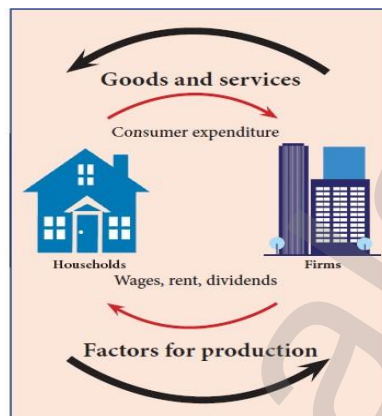 Goods and services
Consumer expenditure
Households
Firms
Wages, rent, dividends
Factors for production